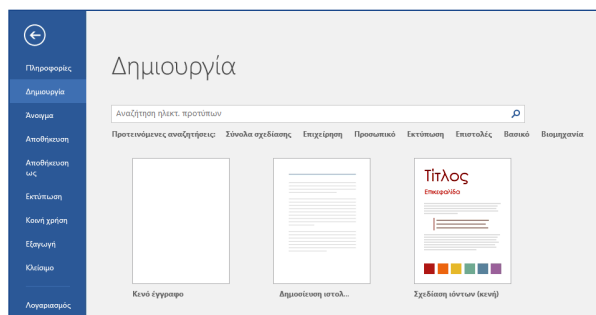 Πληροφορίες
Δημιουργία
Άνοιγμα
Αποθήκευση
Αποθήκευση
ως
Εκτύπωση
Κοινή χρήση
Εξαγωγή
Κλείσιμο
Λογαριασμός
Δημιουργία
Αναζήτηση ηλεκτ. προτύπων
Προτεινόμενες αναζητήσεις: Σύνολα σχεδίασης Επιχείρηση Προσωπικό Εκτύπωση Επιστολές Βασικό Βιομηχανία
Τίτλος
Επικεφαλίδα
Κενό έγγραφο Δημοσίευση ιστολ... Σχεδίαση ιόντων (κενή)